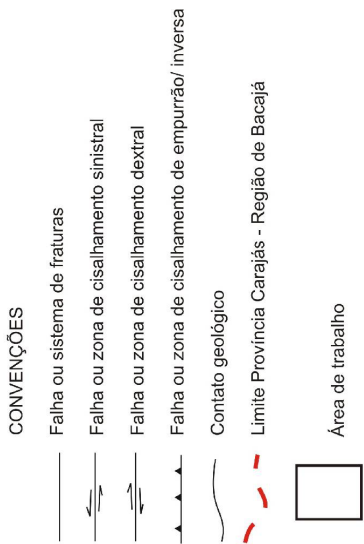 CONVENÇÕES
Falha ou sistema de fraturas
Falha ou zona de cisalhamento sinistral
Falha ou zona de cisalhamento dextral
Falha ou zona de cisalhamento de empurrão/ inversa
Contato geológico
Limite Província Carajás - Região de Bacajá
Área de trabalho